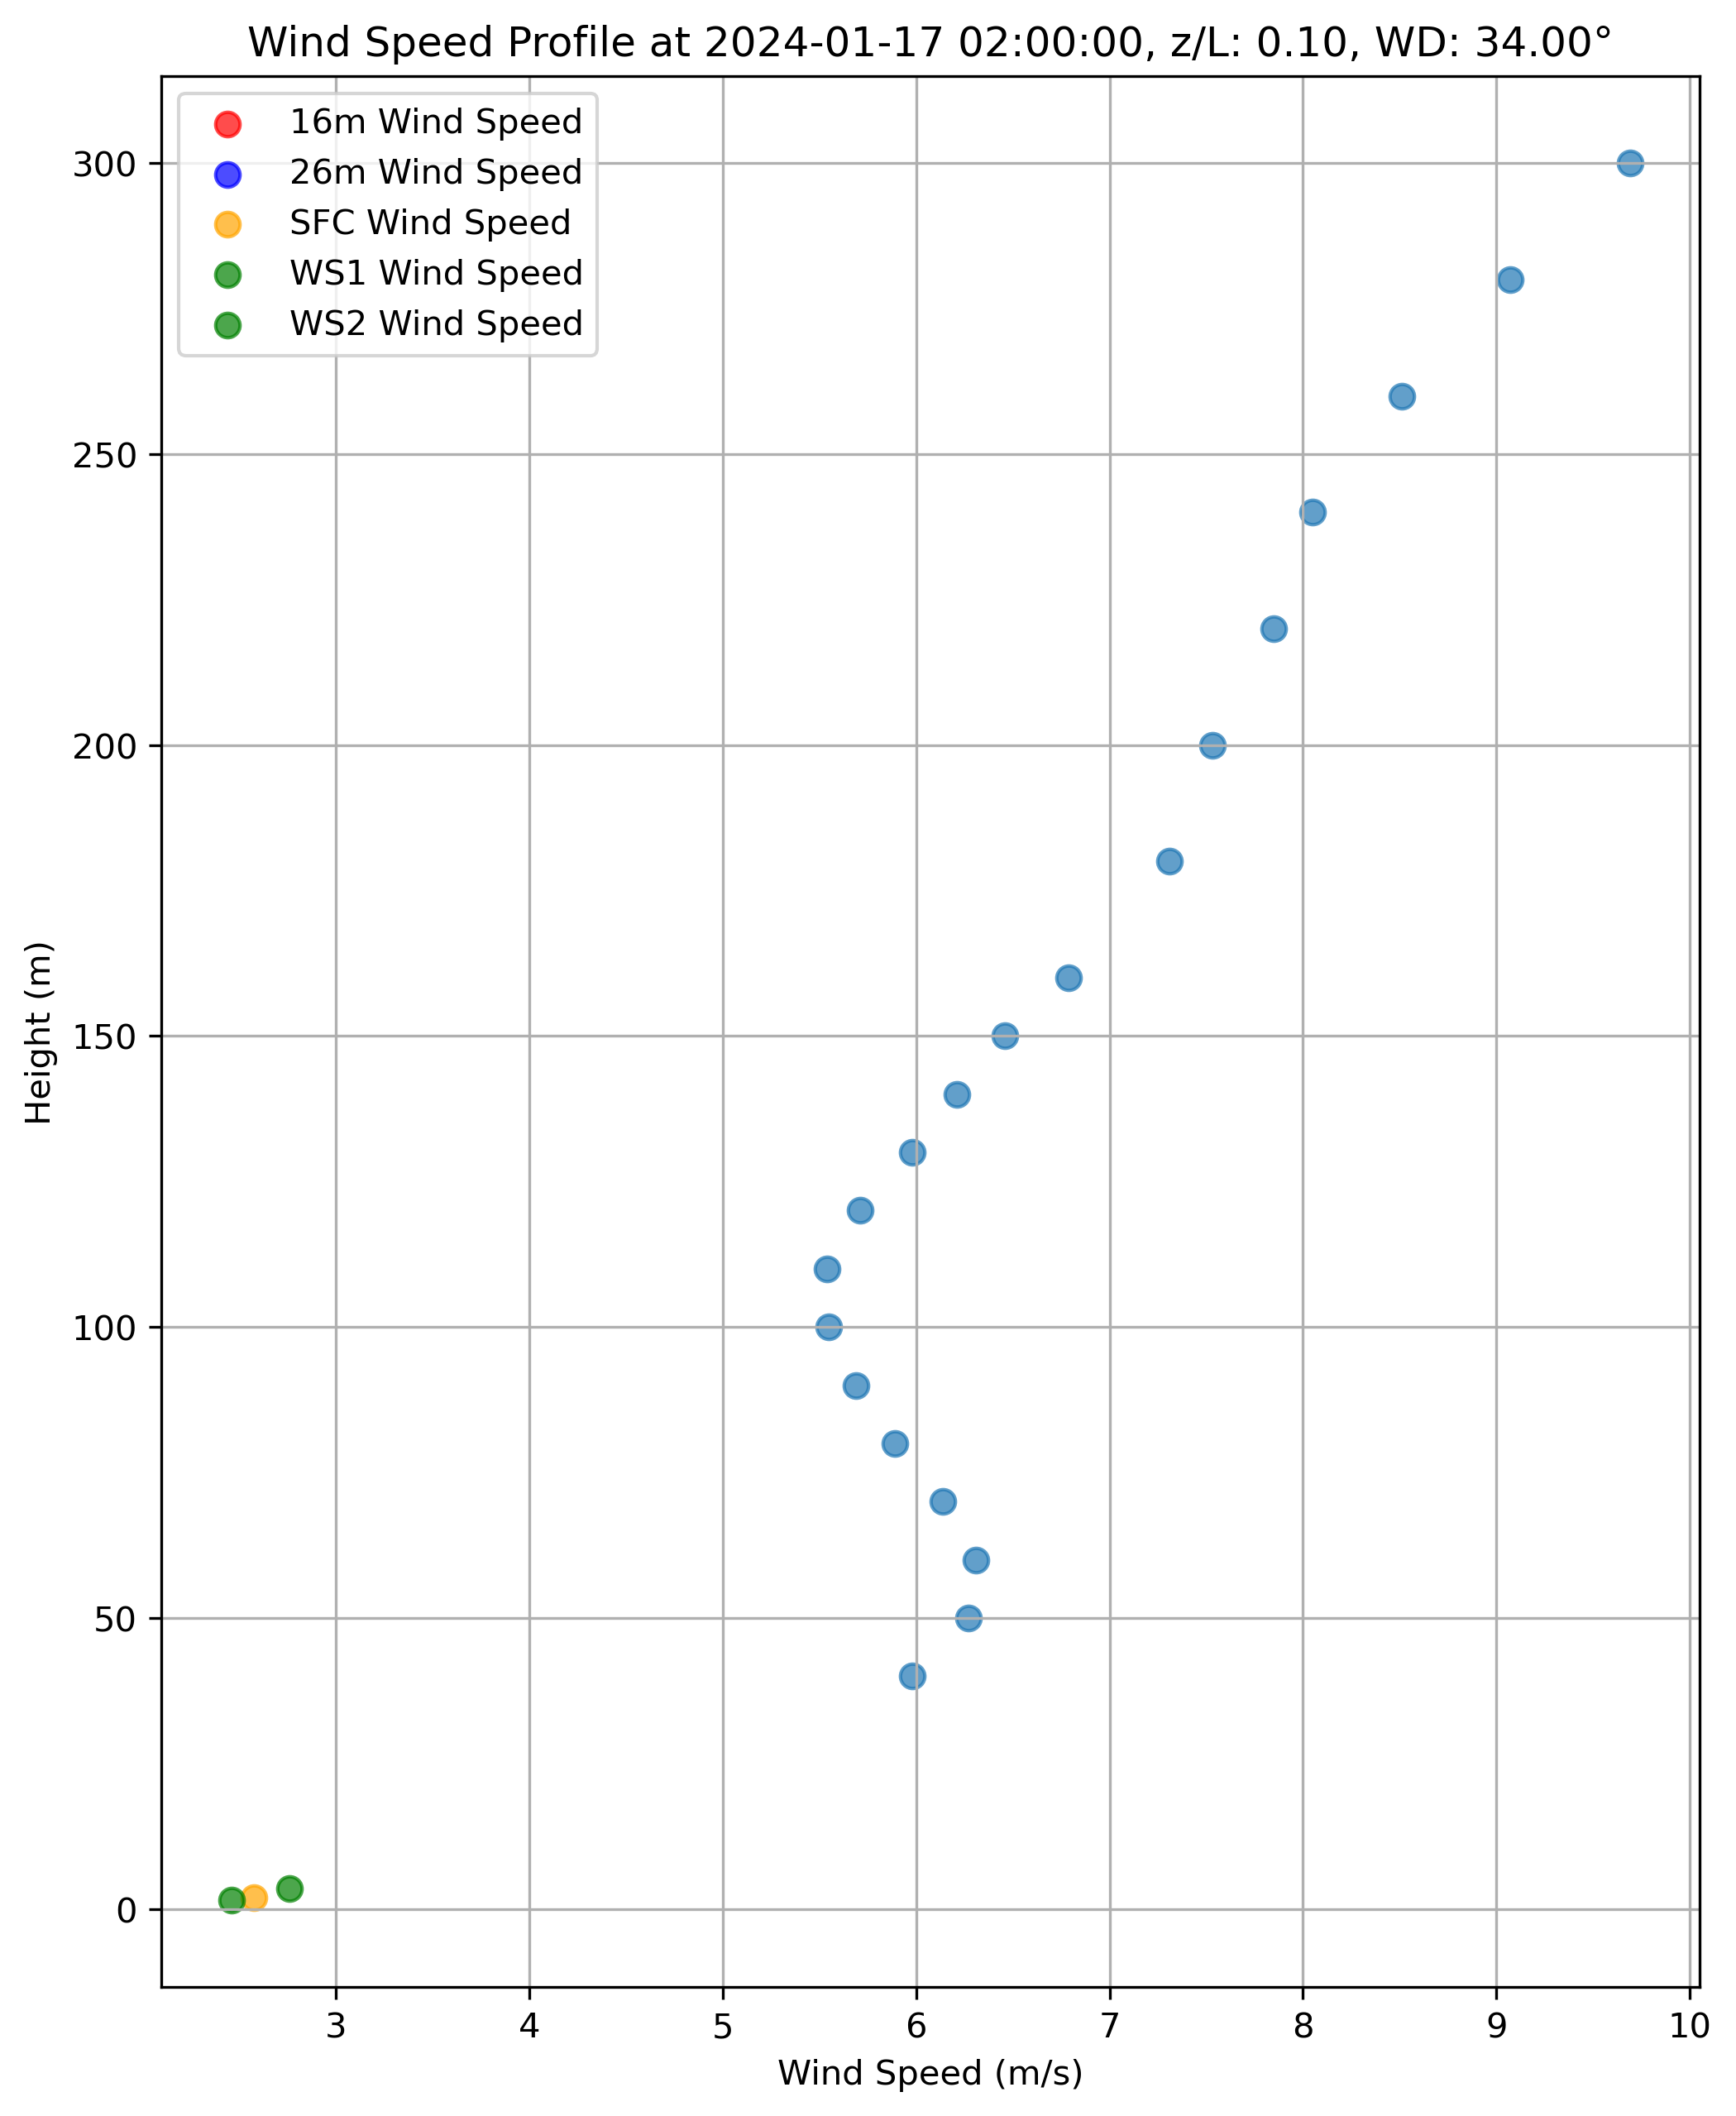 Wind Speed Profile at 2024-01-17 02:00:00, z/L: 0.10, WD: 34.00°
16m Wind Speed
26m Wind Speed
SFC Wind Speed
WS1 Wind Speed
WS2 Wind Speed
300
250
200
150
100
50
0
Height (m)
3 4 5 6 7 8 9 10
Wind Speed (m/s)